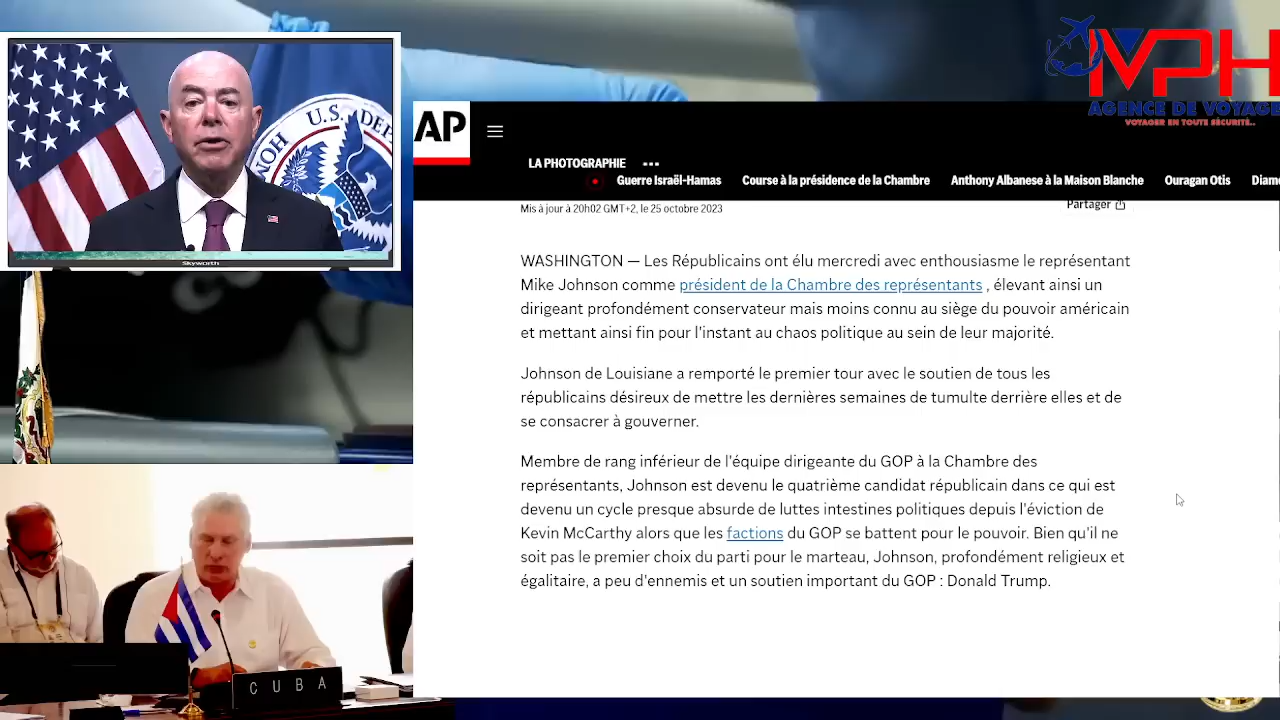 MPH
AGENCE DE VOYAGE
VOYAGER EN TOUTE SÉCURITÉ..
U.S. DEP
HOM
Skyworth
AP
LA PHOTOGRAPHIE
Guerre Israël-Hamas Course à la présidence de la Chambre Anthony Albanese à la Maison Blanche Ouragan Otis Diam
Mis à jour à 20h02 GMT+2, le 25 octobre 2023
Partager
WASHINGTON — Les Républicains ont élu mercredi avec enthousiasme le représentant
Mike Johnson comme président de la Chambre des représentants , élevant ainsi un
dirigeant profondément conservateur mais moins connu au siège du pouvoir américain
et mettant ainsi fin pour l'instant au chaos politique au sein de leur majorité.
Johnson de Louisiane a remporté le premier tour avec le soutien de tous les
républicains désireux de mettre les dernières semaines de tumulte derrière elles et de
se consacrer à gouverner.
Membre de rang inférieur de l'équipe dirigeante du GOP à la Chambre des
représentants, Johnson est devenu le quatrième candidat républicain dans ce qui est
devenu un cycle presque absurde de luttes intestines politiques depuis l'éviction de
Kevin McCarthy alors que les factions du GOP se battent pour le pouvoir. Bien qu'il ne
soit pas le premier choix du parti pour le marteau, Johnson, profondément religieux et
égalitaire, a peu d'ennemis et un soutien important du GOP : Donald Trump.
CUBA